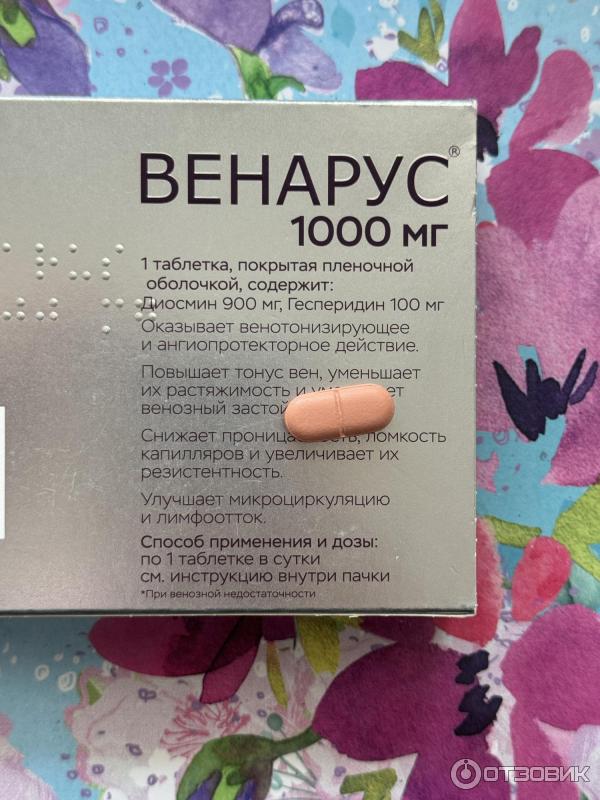 ВЕНАРУС®
1000 мг
1 таблетка, покрытая пленочной
оболочкой, содержит:
Диосмин 900 мг, Гесперидин 100 мг
Оказывает венотонизирующее
и ангиопротекторное действие.
Повышает тонус вен, уменьшает
их растяжимость и
венозный застой
Снижает ломкость
капилляров и увеличивает их
резистентность.
Улучшает микроциркуляцию
и лимфоотток.
Способ применения и дозы:
по 1 таблетке в сутки
см. инструкцию внутри пачки
*При венозной недостаточности
ОТЗОВИК